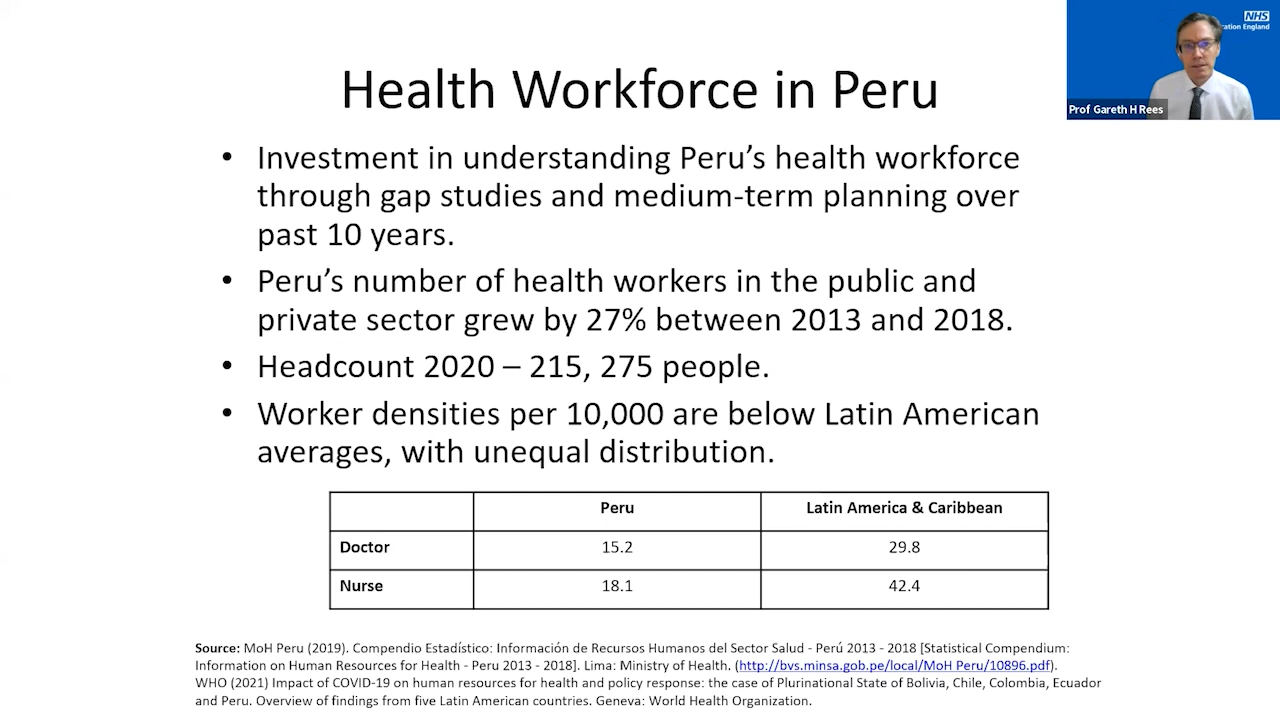 NHS
ration England
Prof Gareth H Rees
Health Workforce in Peru
• Investment in understanding Peru’s health workforce
through gap studies and medium-term planning over
past 10 years.
• Peru’s number of health workers in the public and
private sector grew by 27% between 2013 and 2018.
• Headcount 2020 – 215, 275 people.
• Worker densities per 10,000 are below Latin American
averages, with unequal distribution.
Peru Latin America & Caribbean
Doctor 15.2 29.8
Nurse 18.1 42.4
Source: MoH Peru (2019). Compendio Estadístico: Información de Recursos Humanos del Sector Salud - Perú 2013 - 2018 [Statistical Compendium:
Information on Human Resources for Health - Peru 2013 - 2018]. Lima: Ministry of Health. (http://bvs.minsa.gob.pe/local/MoH Peru/10896.pdf).
WHO (2021) Impact of COVID-19 on human resources for health and policy response: the case of Plurinational State of Bolivia, Chile, Colombia, Ecuador
and Peru. Overview of findings from five Latin American countries. Geneva: World Health Organization.